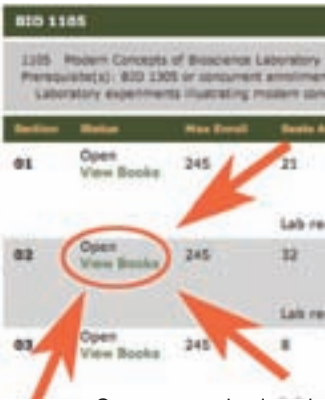 BIO 1105
1105 Modern Concepts of Bioscience Laboratory
Prerequisite(s): BIO 1305 or concurrent enrollmen
Laboratory experiments illustrating modern con
Section Status Max Enroll Seats A
01 Open 245 21
View Books
Lab re
02 Open 245 32
View Books
Lab re
03 Open 245 8
View Books